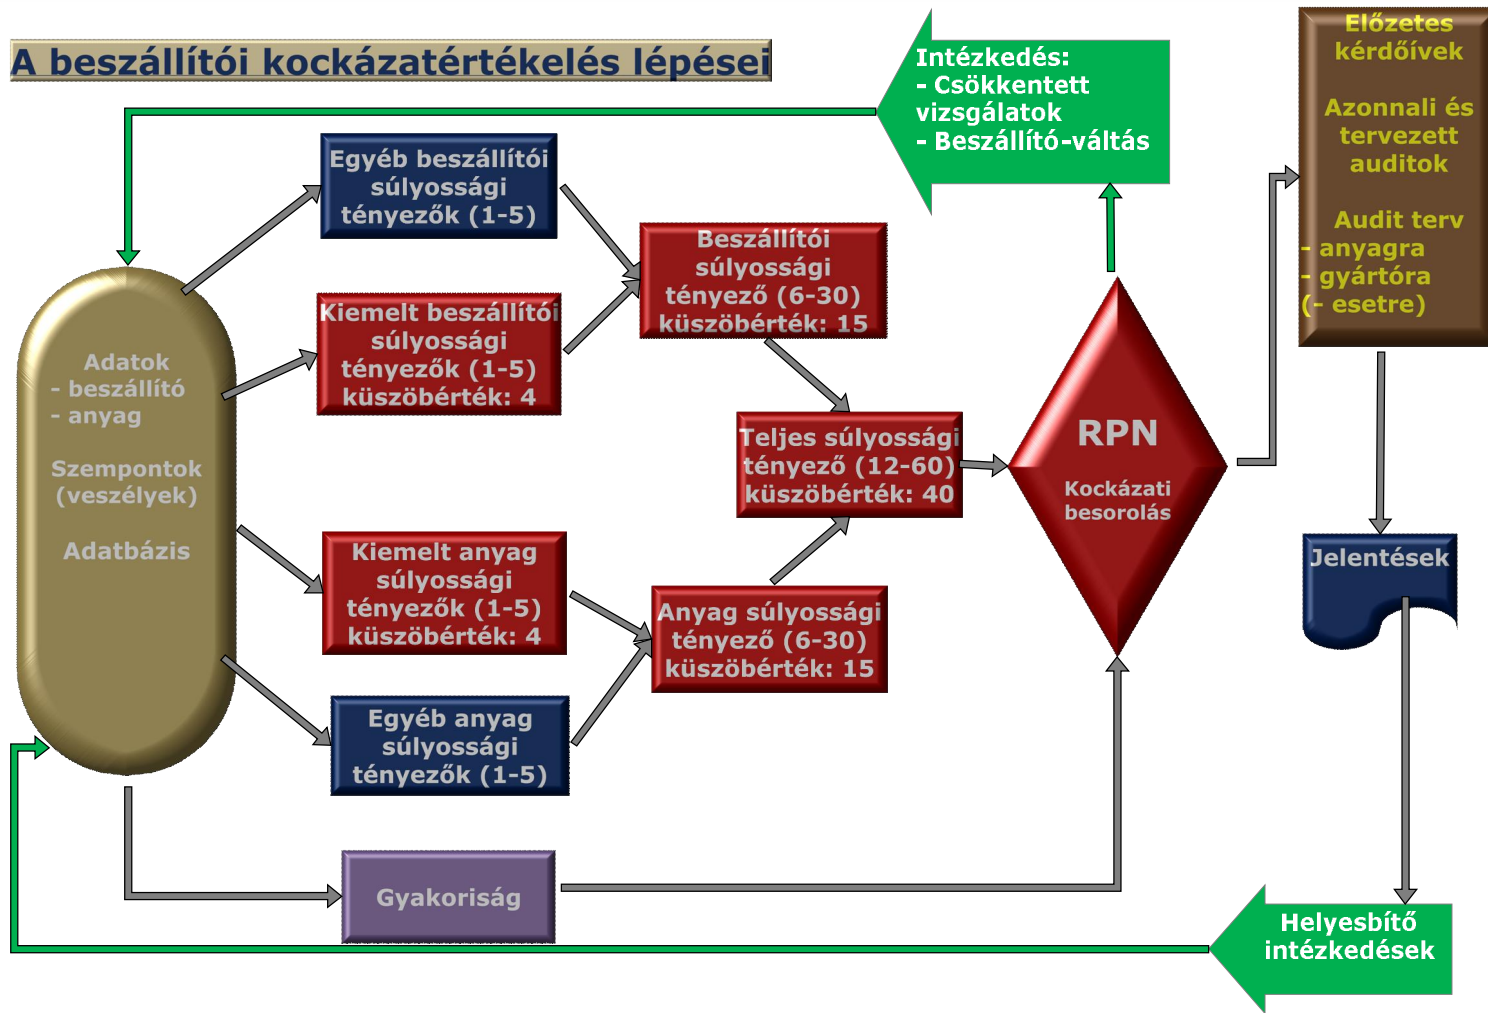 A beszállítói kockázatértékelés lépései
Intézkedés:
- Csökkentett
vizsgálatok
- Beszállító-váltás
Előzetes
kérdőívek
Azonnali és
tervezett
auditok
Audit terv
- anyagra
- gyártóra
(- esetre)
Egyéb beszállítói
súlyossági
tényezők (1-5)
Kiemelt beszállítói
súlyossági
tényezők (1-5)
küszöbérték: 4
Beszállítói
súlyossági
tényező (6-30)
küszöbérték: 15
Adatok
- beszállító
- anyag
Szempontok
(veszélyek)
Adatbázis
Teljes súlyossági
tényező (12-60)
küszöbérték: 40
RPN
Kockázati
besorolás
Kiemelt anyag
súlyossági
tényezők (1-5)
küszöbérték: 4
Anyag súlyossági
tényező (6-30)
küszöbérték: 15
Jelentések
Egyéb anyag
súlyossági
tényezők (1-5)
Gyakoriság
Helyesbítő
intézkedések